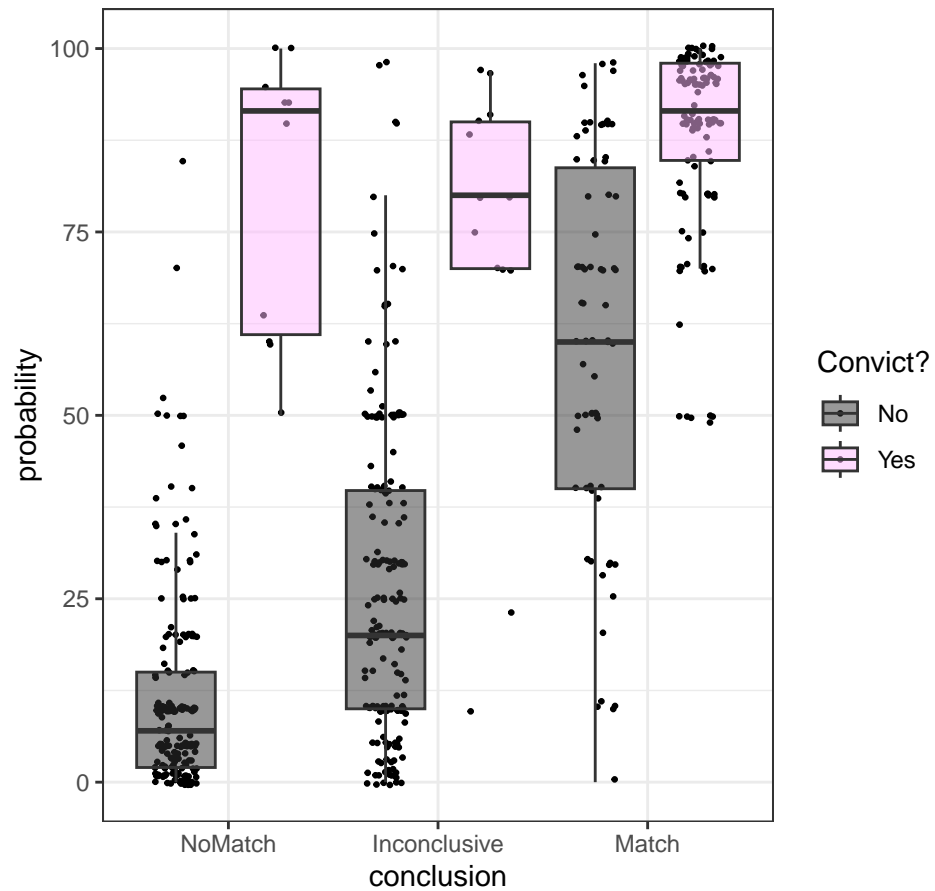 100
75
50
25
0
probability
NoMatch
Inconclusive
Match
conclusion
Convict?
No
Yes